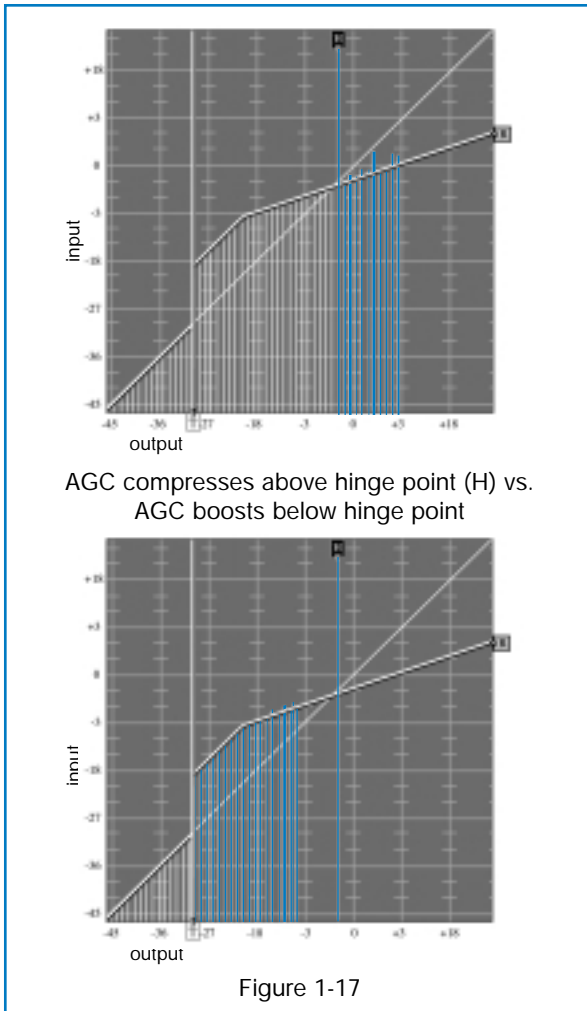 +18
+3
0
input
-3
-18
-27
-36
-45
-45 -36 -27 -18 -3 0 +3 +18
output
AGC compresses above hinge point (H) vs.
AGC boosts below hinge point
+18
+3
0
-3
input
-18
-27
-36
-45
-45 -36 -27 -18 -3 0 +3 +18
output
Figure 1-17